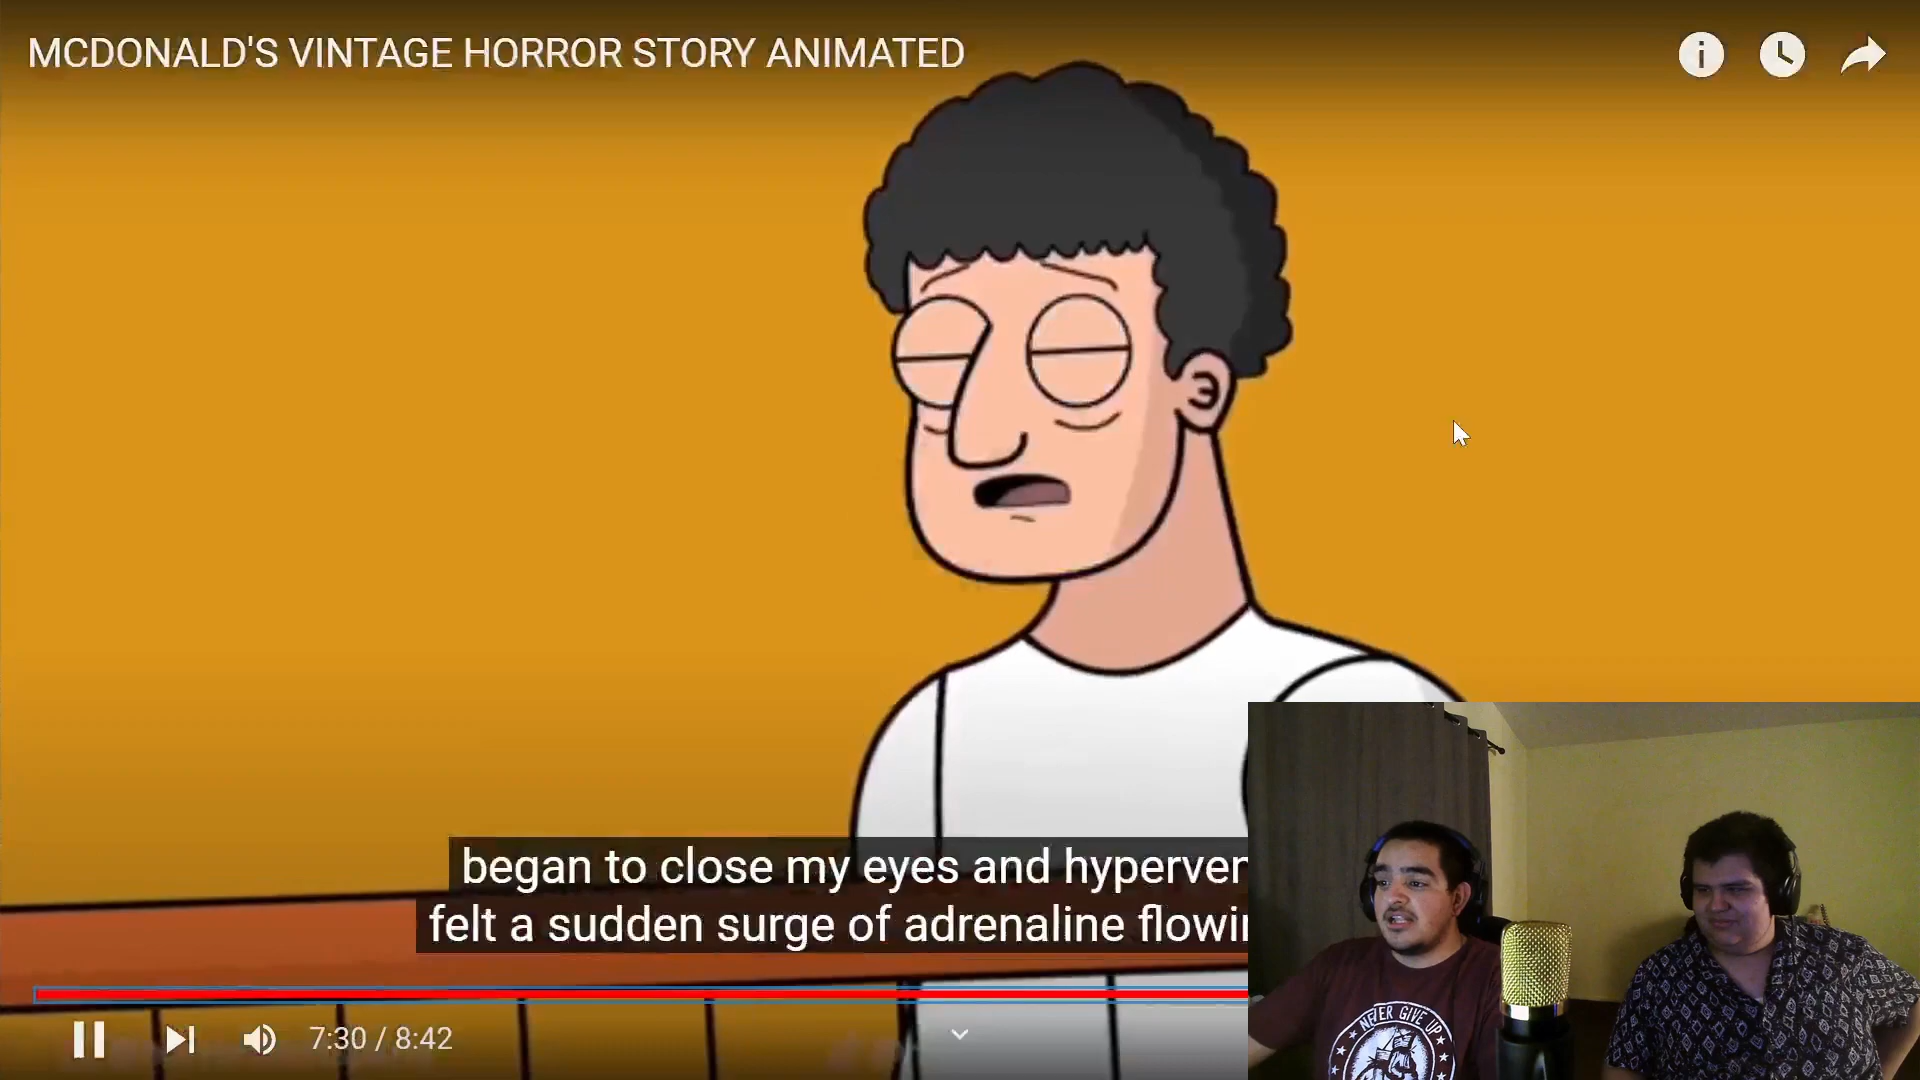 MCDONALD'S VINTAGE HORROR STORY ANIMATED
began to close my eyes and hyperven
felt a sudden surge of adrenaline flowi
7:30 / 8:42
NEVER GIVE UP